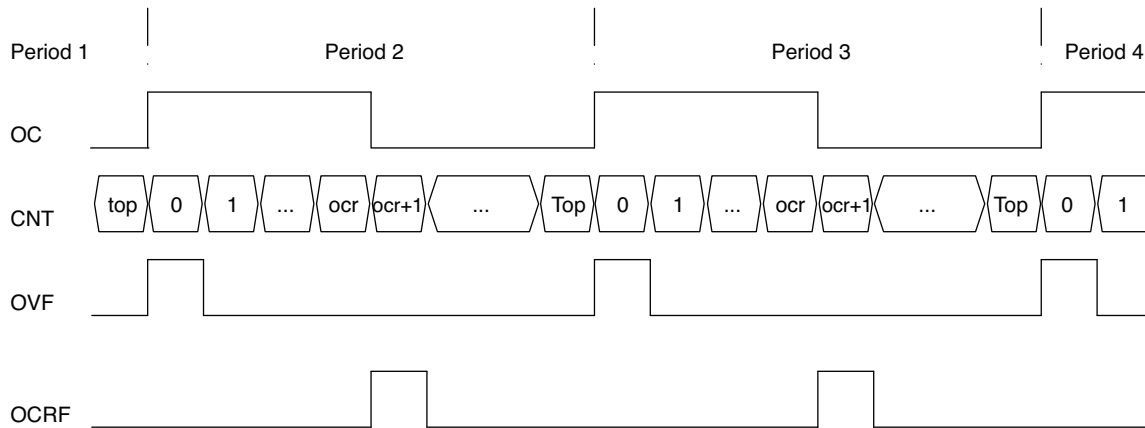 Period 1 Period 2 Period 3 Period 4
OC
CNT top 0 1 ... ocr ocr+1 ... Top 0 1 ... ocr ocr+1 ... Top 0 1
OVF
OCRF